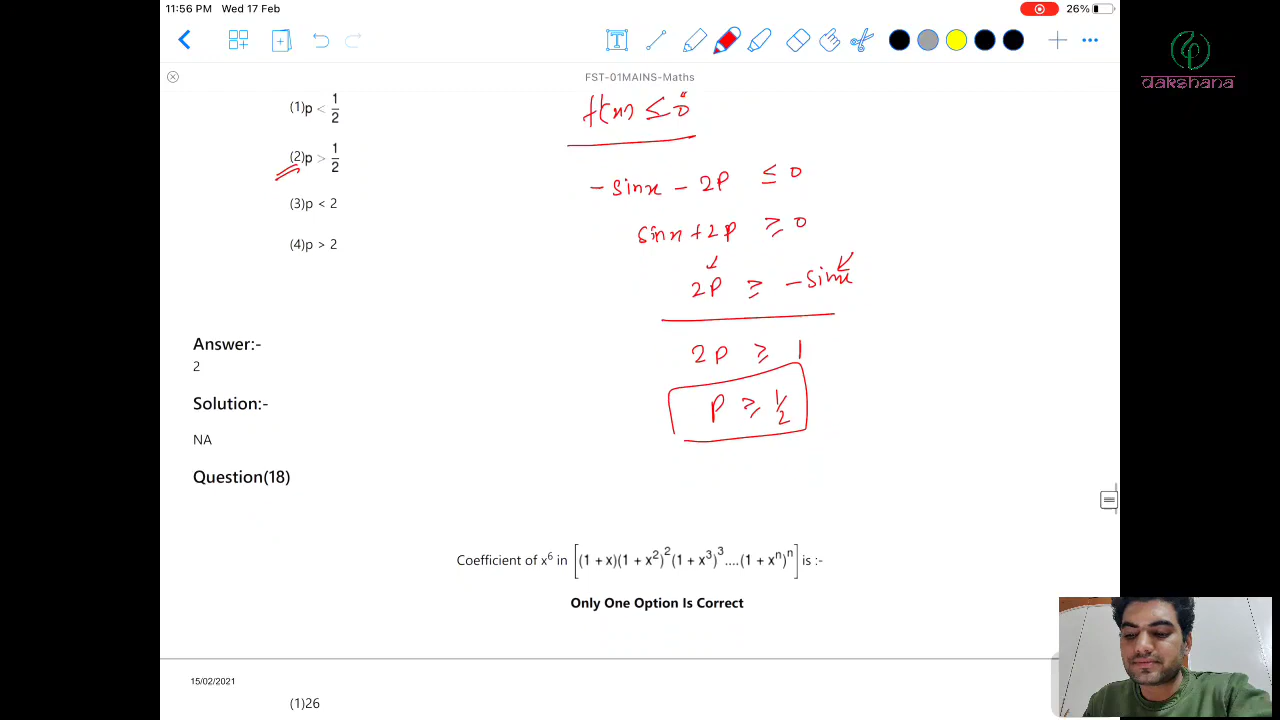 11:56 PM Wed 17 Feb
26%
dakshana
FST-01MAINS-Maths
(1)p < 1/2
(2)p > 1/2
(3)p < 2
(4)p > 2
f'(x) ≤ 0
- sinx - 2P ≤ 0
sinx + 2p ≥ 0
2P ≥ - sinx
2p ≥ 1
P ≥ 1/2
Answer:-
2
Solution:-
NA
Question(18)
Coefficient of x⁶ in [(1 + x)(1 + x²)²(1 + x³)³....(1 + xⁿ)ⁿ] is :-
Only One Option Is Correct
15/02/2021
(1)26